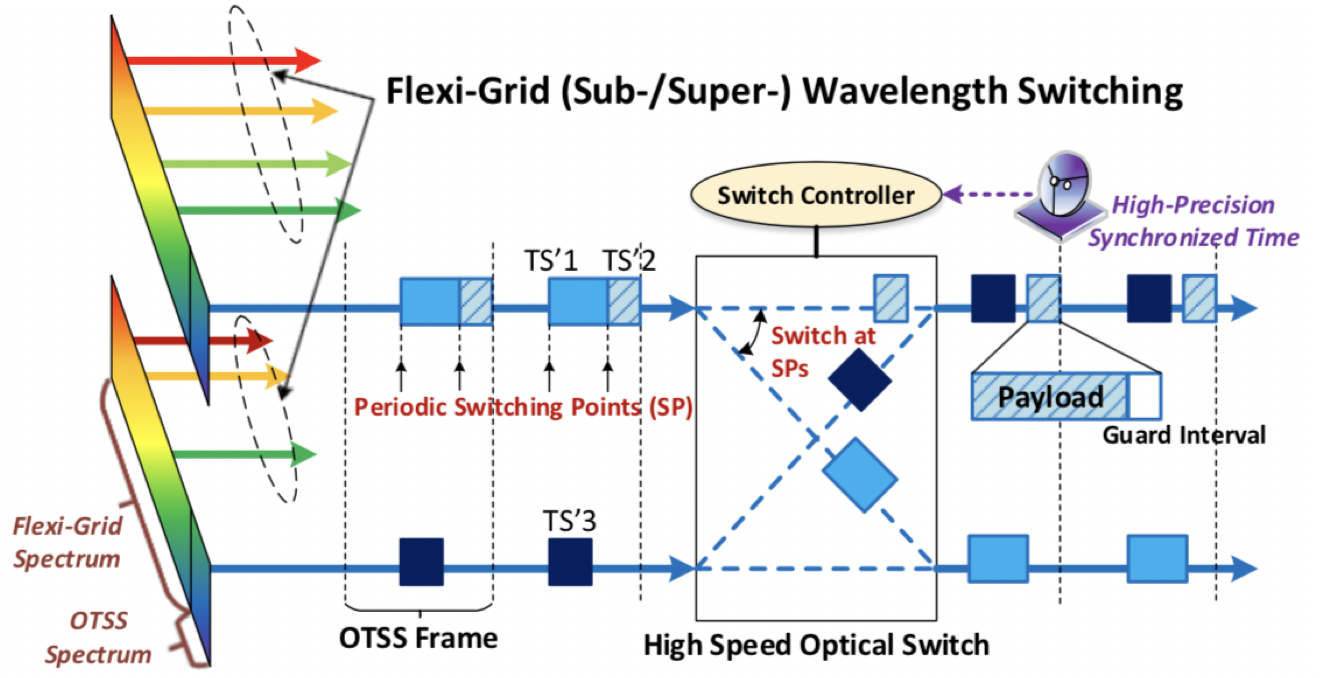 Flexi-Grid (Sub-/Super-) Wavelength Switching
Switch Controller
High-Precision
Synchronized Time
TS'1
TS'2
Switch at
SPs
Periodic Switching Points (SP)
Payload
Guard Interval
Flexi-Grid
Spectrum
TS'3
OTSS
Spectrum
OTSS Frame
High Speed Optical Switch